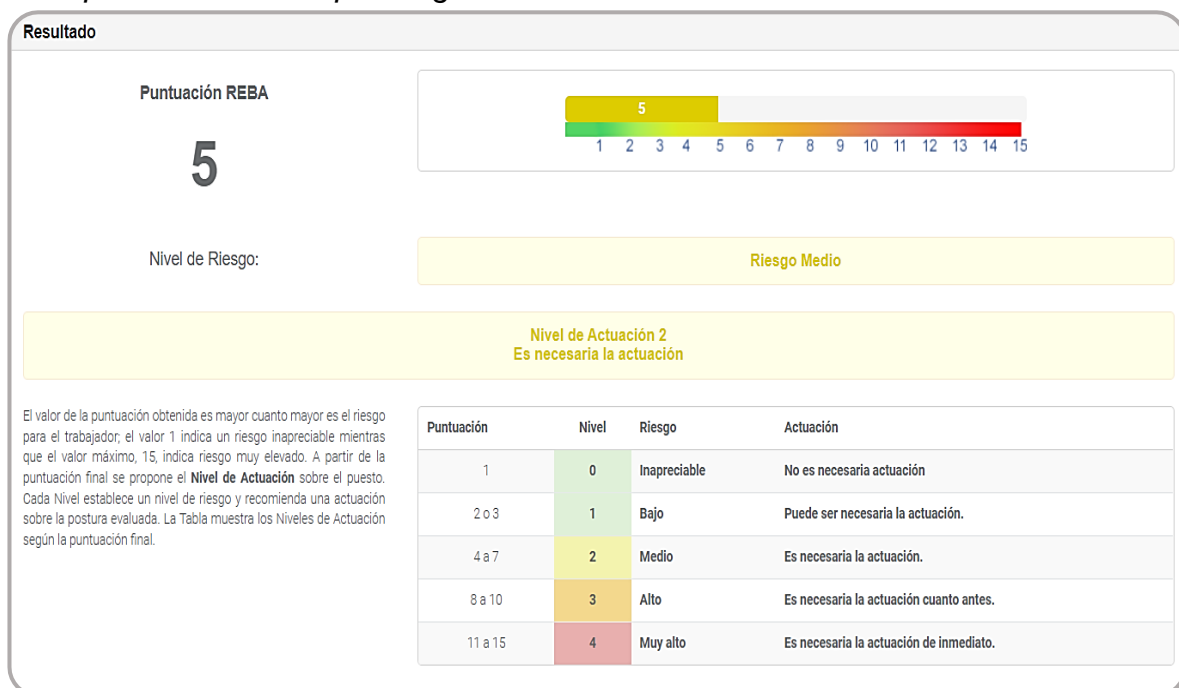 Resultado
Puntuación REBA
5
5
1 2 3 4 5 6 7 8 9 10 11 12 13 14 15
Nivel de Riesgo:
Riesgo Medio
Nivel de Actuación 2
Es necesaria la actuación
El valor de la puntuación obtenida es mayor cuanto mayor es el riesgo
para el trabajador; el valor 1 indica un riesgo inapreciable mientras
que el valor máximo, 15, indica riesgo muy elevado. A partir de la
puntuación final se propone el Nivel de Actuación sobre el puesto.
Cada Nivel establece un nivel de riesgo y recomienda una actuación
sobre la postura evaluada. La Tabla muestra los Niveles de Actuación
según la puntuación final.
Puntuación Nivel Riesgo Actuación
1 0 Inapreciable No es necesaria actuación
2 o 3 1 Bajo Puede ser necesaria la actuación.
4 a 7 2 Medio Es necesaria la actuación.
8 a 10 3 Alto Es necesaria la actuación cuanto antes.
11 a 15 4 Muy alto Es necesaria la actuación de inmediato.